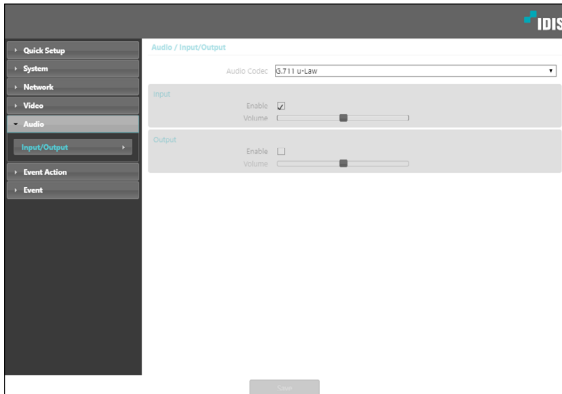 IDIS
Quick Setup
System
Network
Video
Audio
Input/Output
Event Action
Event
Audio / Input/Output
Audio Codec G.711 u-Law
Input
Enable
Volume
Output
Enable
Volume
Save